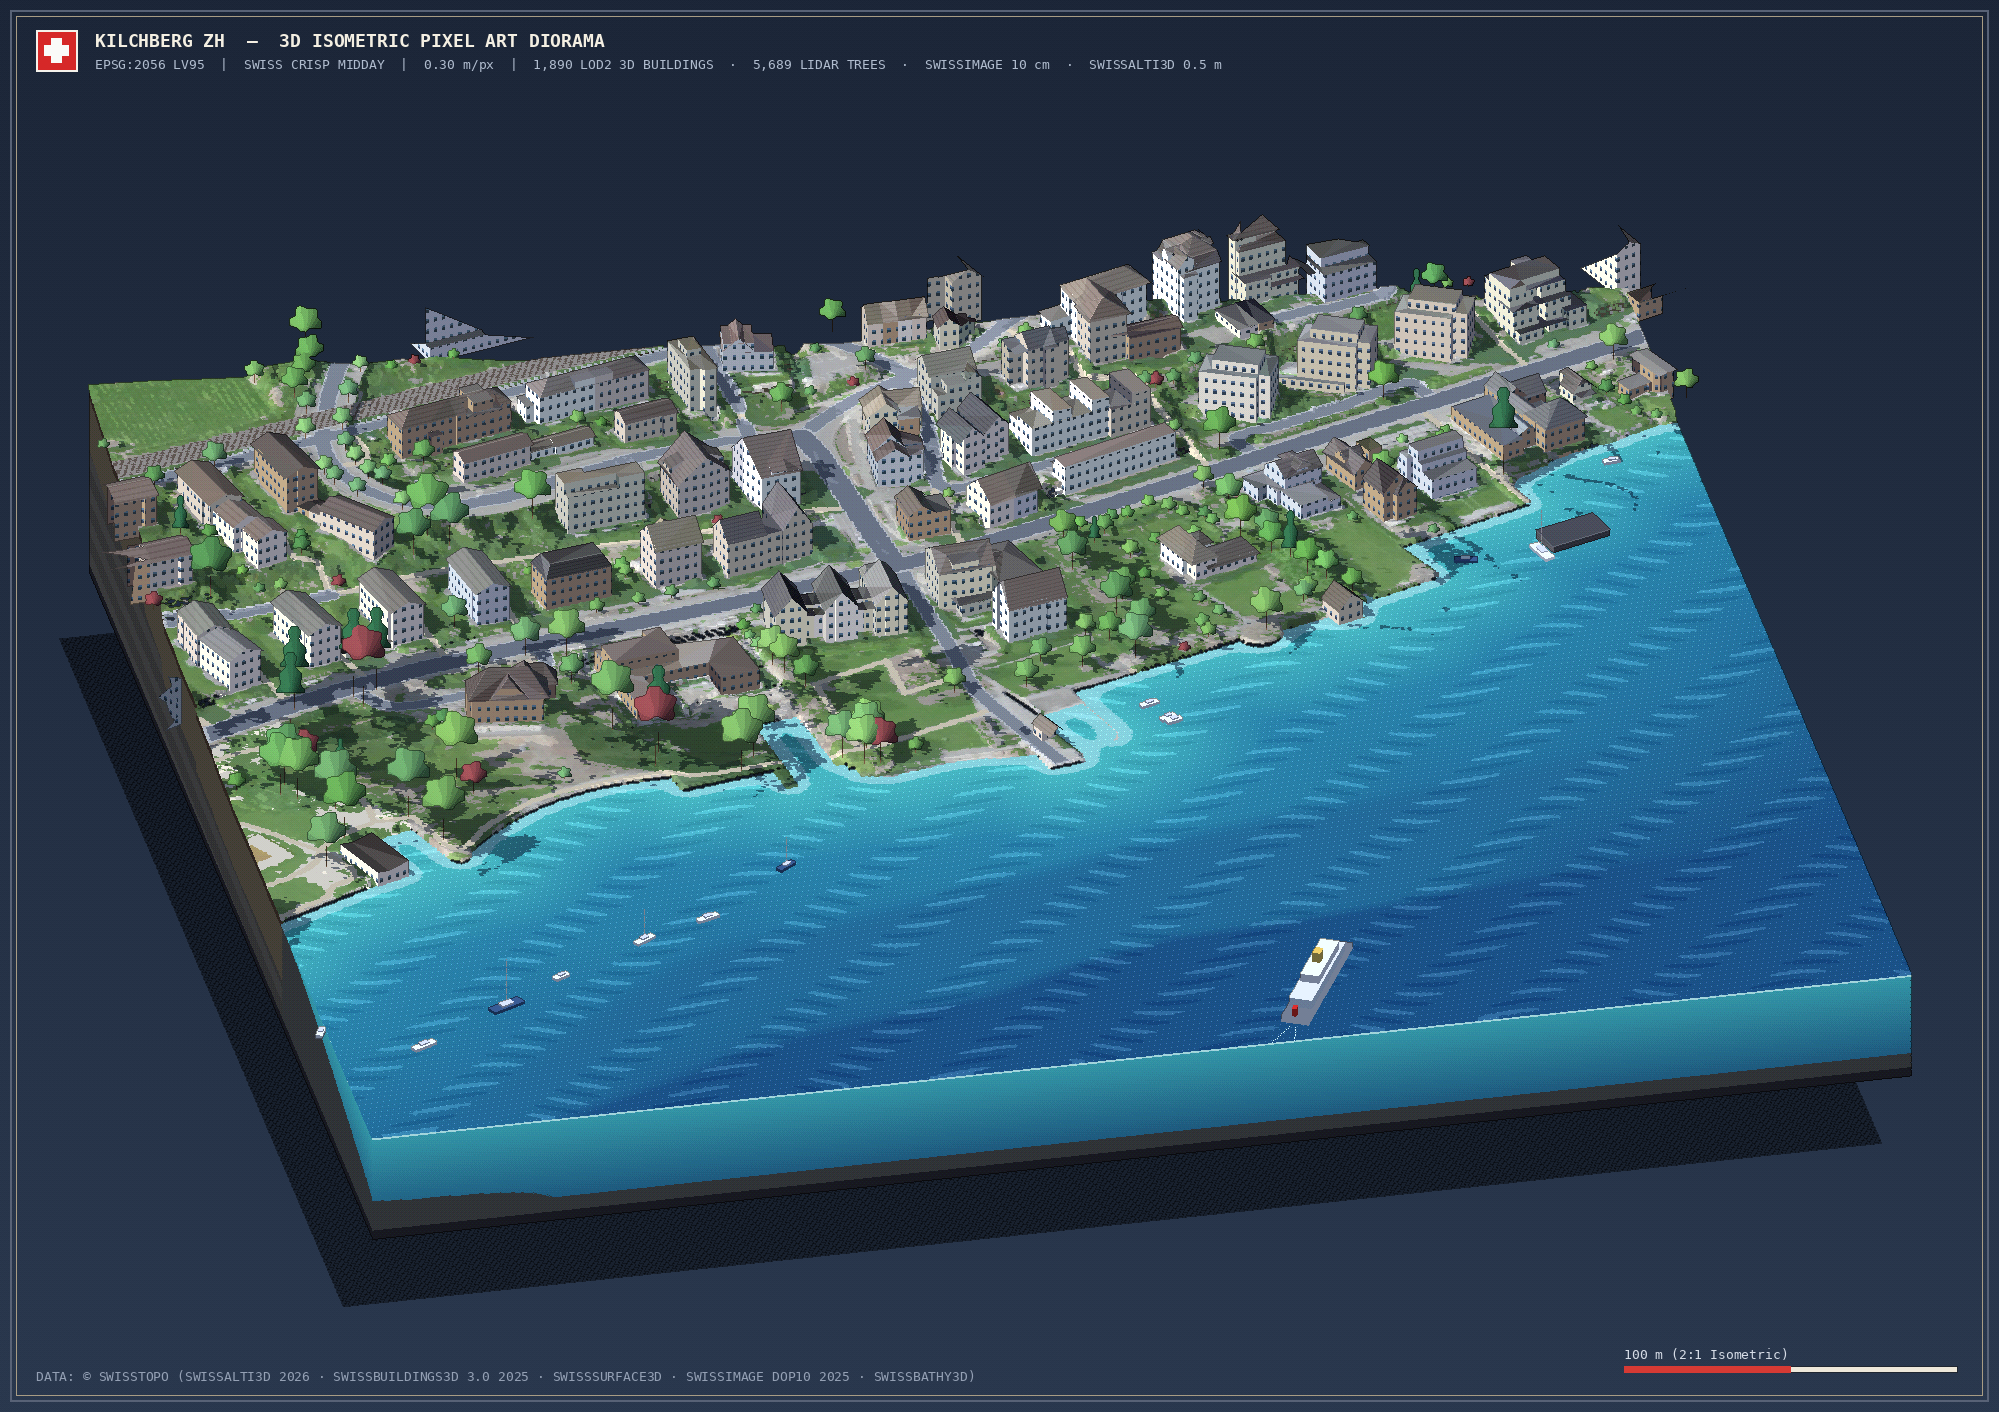 KILCHBERG ZH — 3D ISOMETRIC PIXEL ART DIORAMA
EPSG:2056 LV95 | SWISS CRISP MIDDAY | 0.30 m/px | 1,890 LOD2 3D BUILDINGS · 5,689 LIDAR TREES · SWISSIMAGE 10 cm · SWISSALTI3D 0.5 m
100 m (2:1 Isometric)
DATA: © SWISSTOPO (SWISSALTI3D 2026 · SWISSBUILDINGS3D 3.0 2025 · SWISSSURFACE3D · SWISSIMAGE DOP10 2025 · SWISSBATHY3D)